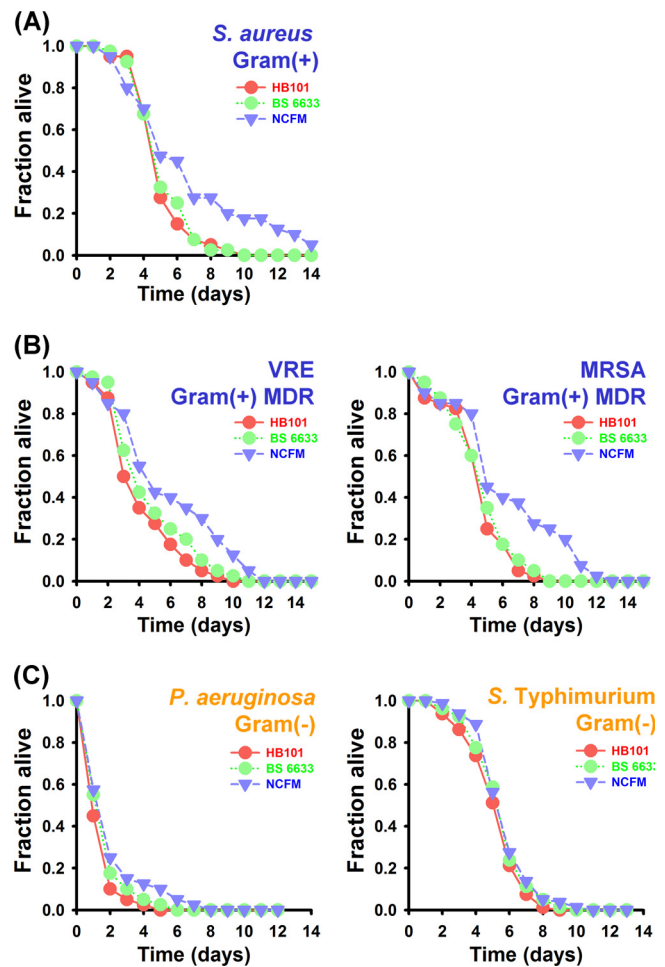 (A)
S. aureus
Gram(+)
HB101
BS 6633
NCFM
Fraction alive
1.0
0.8
0.6
0.4
0.2
0.0
0 2 4 6 8 10 12 14
Time (days)
(B)
VRE
Gram(+) MDR
HB101
BS 6633
NCFM
Fraction alive
1.0
0.8
0.6
0.4
0.2
0.0
0 2 4 6 8 10 12 14
Time (days)
MRSA
Gram(+) MDR
HB101
BS 6633
NCFM
Fraction alive
1.0
0.8
0.6
0.4
0.2
0.0
0 2 4 6 8 10 12 14
Time (days)
(C)
P. aeruginosa
Gram(-)
HB101
BS 6633
NCFM
Fraction alive
1.0
0.8
0.6
0.4
0.2
0.0
0 2 4 6 8 10 12 14
Time (days)
S. Typhimurium
Gram(-)
HB101
BS 6633
NCFM
Fraction alive
1.0
0.8
0.6
0.4
0.2
0.0
0 2 4 6 8 10 12 14
Time (days)